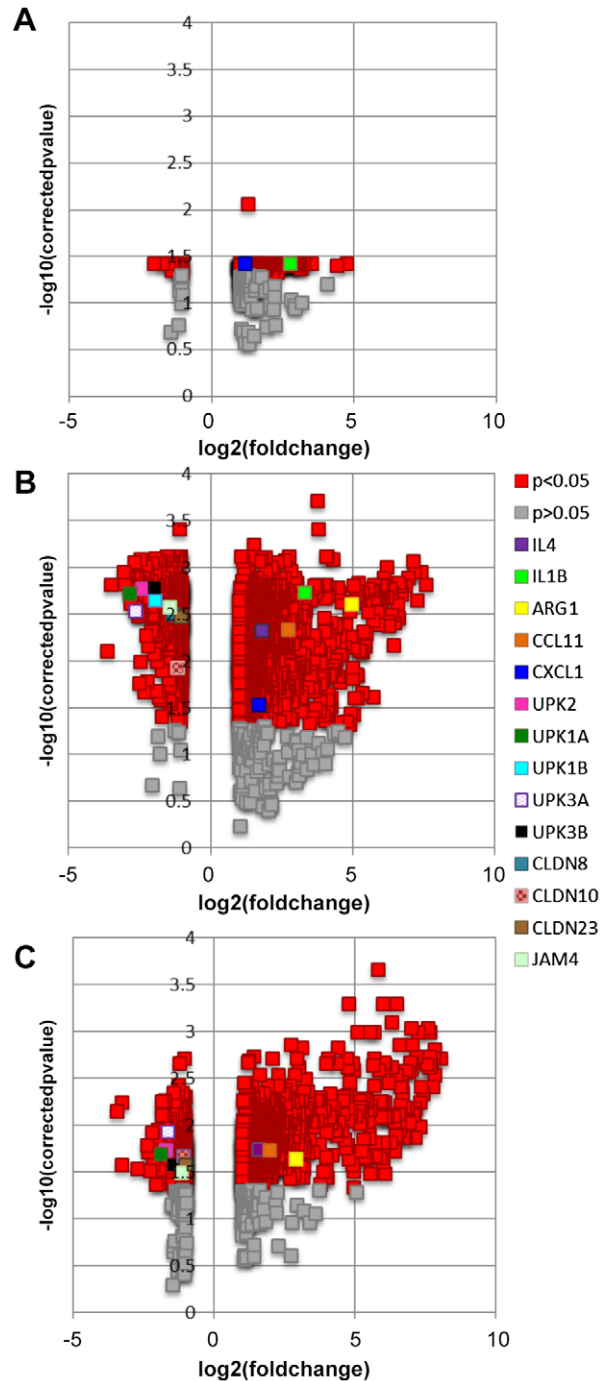 A
4
3.5
3
2.5
2
1.5
1
0.5
0
-5
0
5
10
-log10(correctedpvalue)
log2(foldchange)
B
4
3.5
3
2.5
2
1.5
1
0.5
0
-5
0
5
10
-log10(correctedpvalue)
log2(foldchange)
p<0.05
p>0.05
IL4
IL1B
ARG1
CCL11
CXCL1
UPK2
UPK1A
UPK1B
UPK3A
UPK3B
CLDN8
CLDN10
CLDN23
JAM4
C
4
3.5
3
2.5
2
1.5
1
0.5
0
-5
0
5
10
-log10(correctedpvalue)
log2(foldchange)